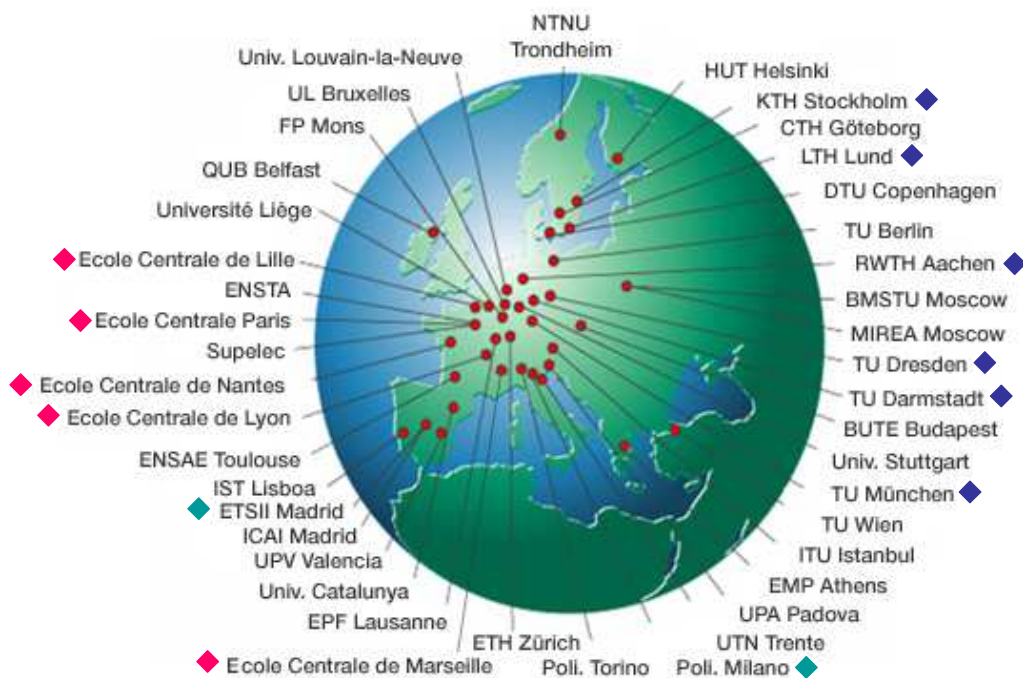 NTNU
Trondheim
Univ. Louvain-la-Neuve
UL Bruxelles
FP Mons
QUB Belfast
Université Liège
Ecole Centrale de Lille
ENSTA
Ecole Centrale Paris
Supelec
Ecole Centrale de Nantes
Ecole Centrale de Lyon
ENSAE Toulouse
IST Lisboa
ETSII Madrid
ICAI Madrid
UPV Valencia
Univ. Catalunya
EPF Lausanne
Ecole Centrale de Marseille
ETH Zürich
Poli. Torino
Poli. Milano
HUT Helsinki
KTH Stockholm
CTH Göteborg
LTH Lund
DTU Copenhagen
TU Berlin
RWTH Aachen
BMSTU Moscow
MIREA Moscow
TU Dresden
TU Darmstadt
BUTE Budapest
Univ. Stuttgart
TU München
TU Wien
ITU Istanbul
EMP Athens
UPA Padova
UTN Trente